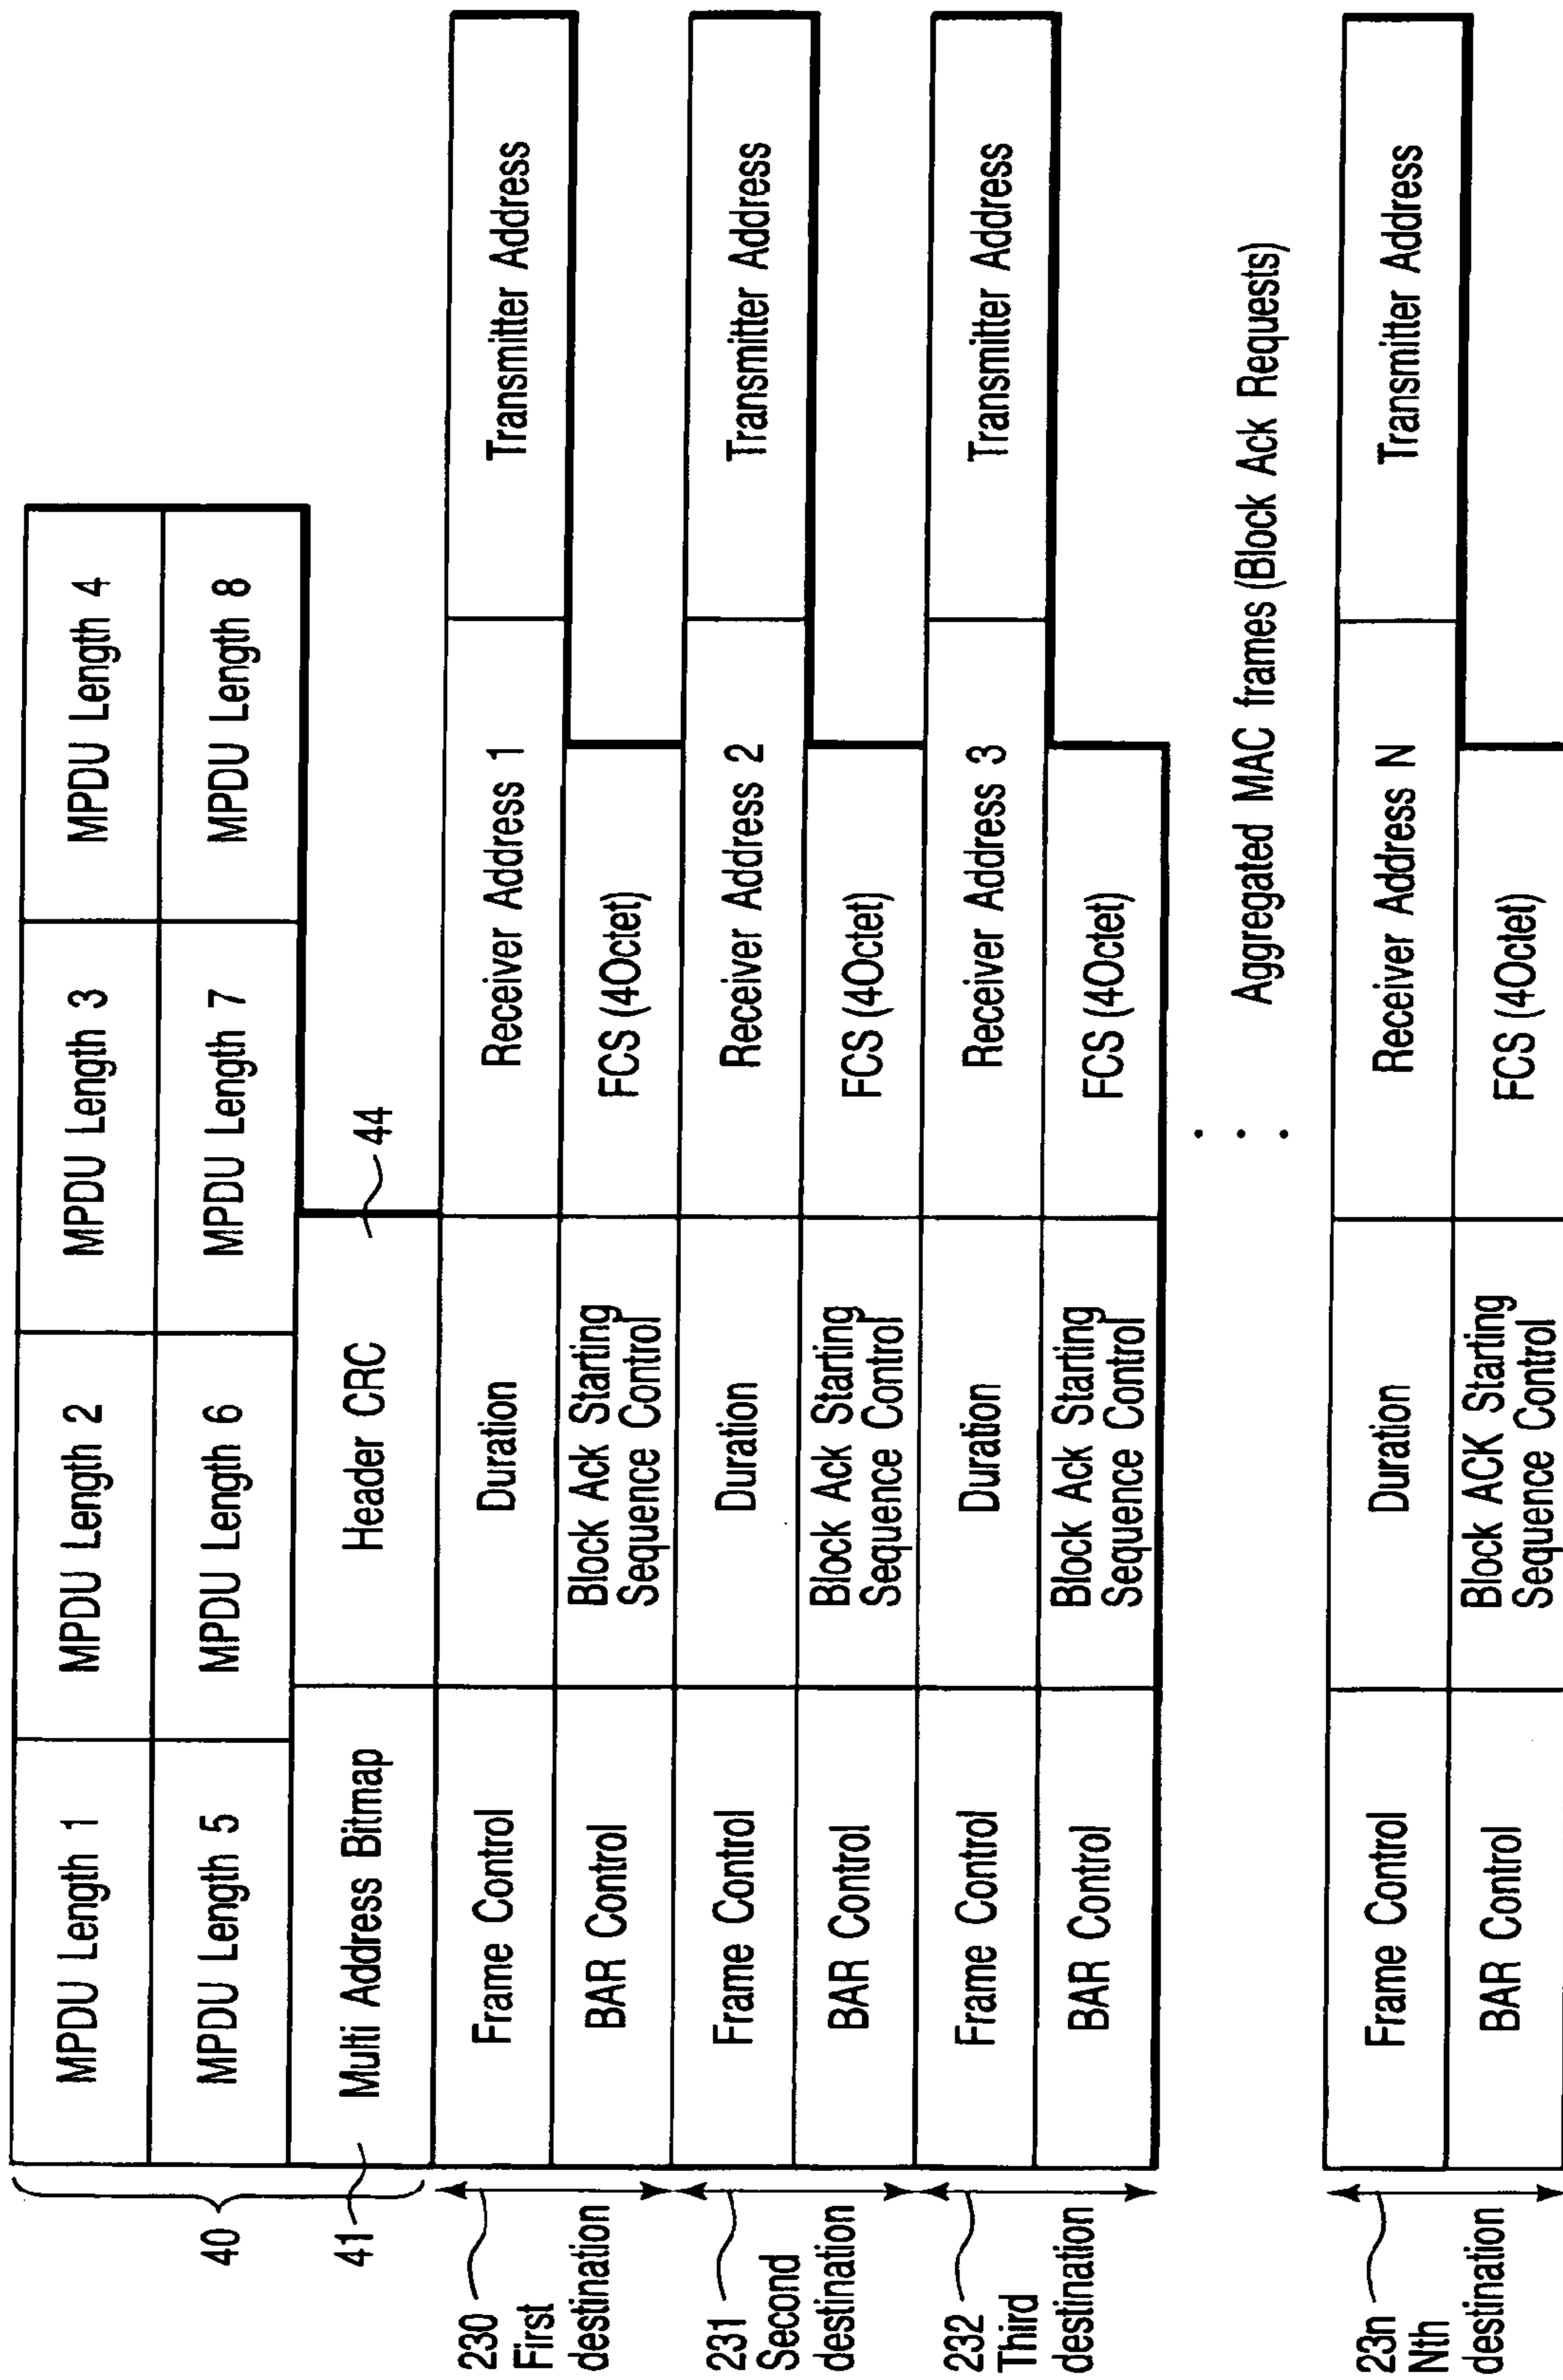 MPDU Length 1
MPDU Length 2
MPDU Length 3
MPDU Length 4
MPDU Length 5
MPDU Length 6
MPDU Length 7
MPDU Length 8
40
41
Multi Address Bitmap
Header CRC
44
230
First
destination
Frame Control
Duration
Receiver Address 1
Transmitter Address
BAR Control
Block Ack Starting
Sequence Control
FCS (4Octet)
231
Second
destination
Frame Control
Duration
Receiver Address 2
Transmitter Address
BAR Control
Block Ack Starting
Sequence Control
FCS (4Octet)
232
Third
destination
Frame Control
Duration
Receiver Address 3
Transmitter Address
BAR Control
Block Ack Starting
Sequence Control
FCS (4Octet)
Aggregated MAC frames (Block Ack Requests)
23n
Nth
destination
Frame Control
Duration
Receiver Address N
Transmitter Address
BAR Control
Block ACK Starting
Sequence Control
FCS (4Octet)